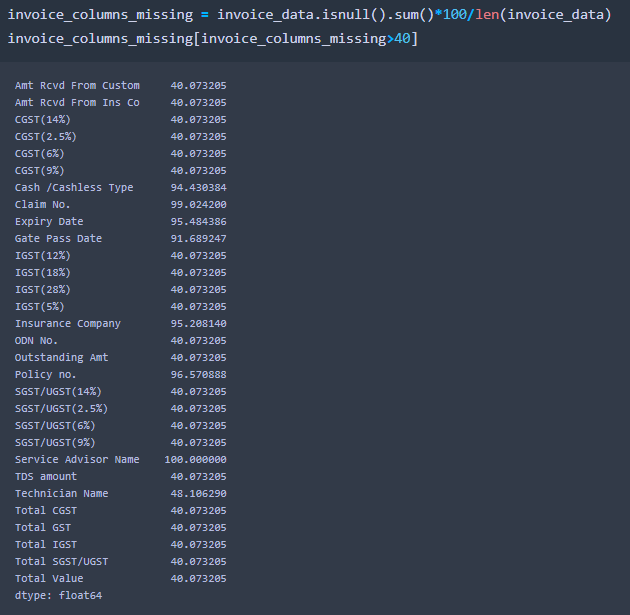 invoice_columns_missing = invoice_data.isnull().sum()*100/len(invoice_data)
invoice_columns_missing[invoice_columns_missing>40]
Amt Rcvd From Custom 40.073205
Amt Rcvd From Ins Co 40.073205
CGST(14%) 40.073205
CGST(2.5%) 40.073205
CGST(6%) 40.073205
CGST(9%) 40.073205
Cash /Cashless Type 94.430384
Claim No. 99.024200
Expiry Date 95.484386
Gate Pass Date 91.689247
IGST(12%) 40.073205
IGST(18%) 40.073205
IGST(28%) 40.073205
IGST(5%) 40.073205
Insurance Company 95.208140
ODN No. 40.073205
Outstanding Amt 40.073205
Policy no. 96.570888
SGST/UGST(14%) 40.073205
SGST/UGST(2.5%) 40.073205
SGST/UGST(6%) 40.073205
SGST/UGST(9%) 40.073205
Service Advisor Name 100.000000
TDS amount 40.073205
Technician Name 48.106290
Total CGST 40.073205
Total GST 40.073205
Total IGST 40.073205
Total SGST/UGST 40.073205
Total Value 40.073205
dtype: float64